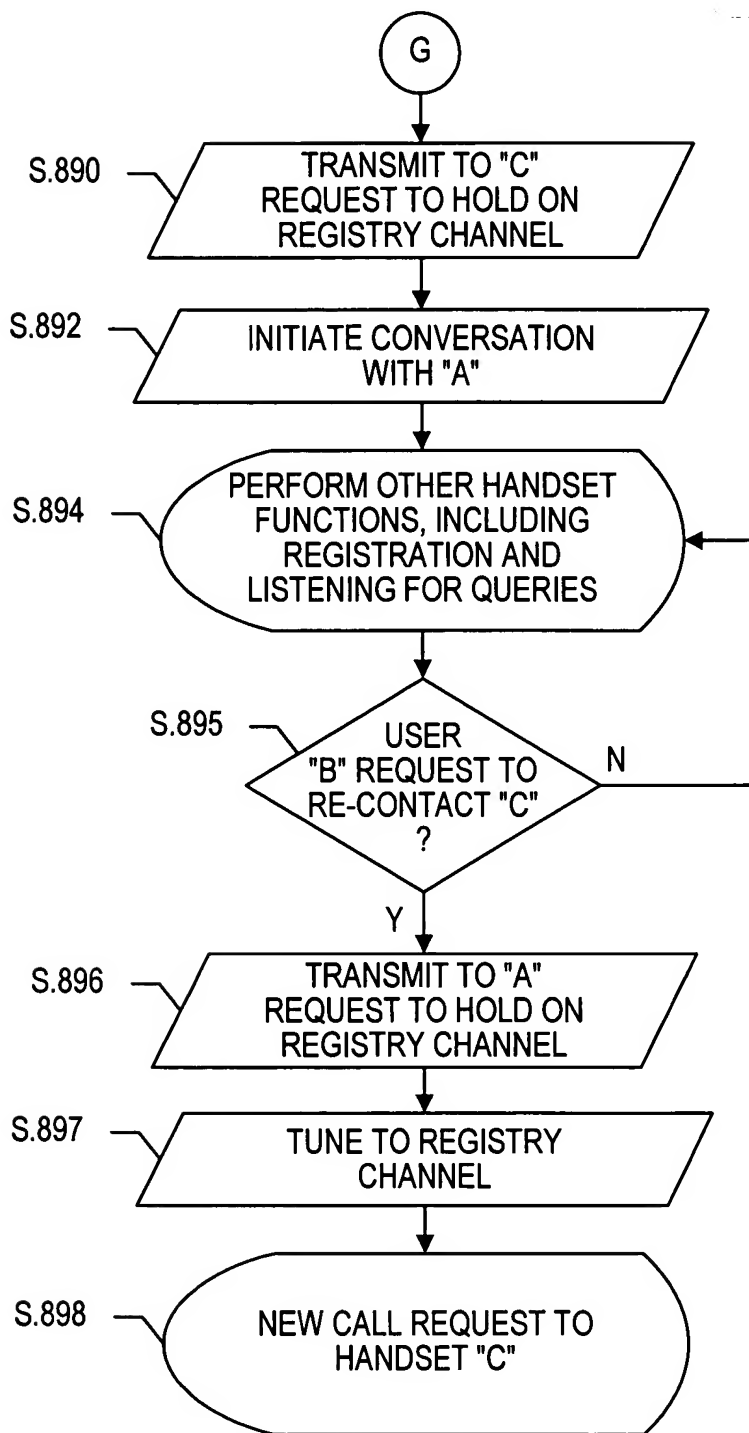 G
S.890
TRANSMIT TO "C"
REQUEST TO HOLD ON
REGISTRY CHANNEL
S.892
INITIATE CONVERSATION
WITH "A"
S.894
PERFORM OTHER HANDSET
FUNCTIONS, INCLUDING
REGISTRATION AND
LISTENING FOR QUERIES
S.895
USER
"B" REQUEST TO
RE-CONTACT "C"
?
N
Y
S.896
TRANSMIT TO "A"
REQUEST TO HOLD ON
REGISTRY CHANNEL
S.897
TUNE TO REGISTRY
CHANNEL
S.898
NEW CALL REQUEST TO
HANDSET "C"